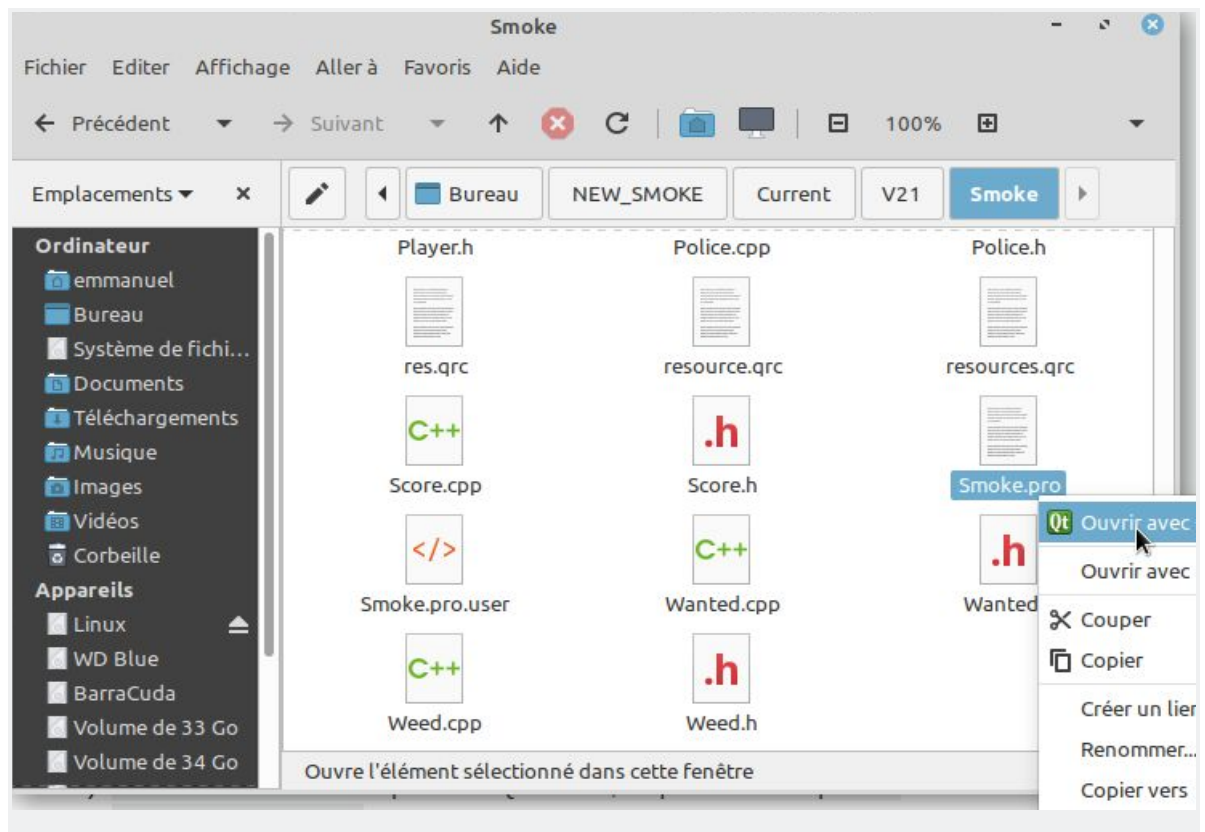 Smoke
Fichier Editer Affichage Aller à Favoris Aide
Précédent Suivant 100%
Emplacements Bureau NEW_SMOKE Current V21 Smoke
Ordinateur
emmanuel
Bureau
Système de fichi...
Documents
Téléchargements
Musique
Images
Vidéos
Corbeille
Appareils
Linux
WD Blue
BarraCuda
Volume de 33 Go
Volume de 34 Go
Player.h Police.cpp Police.h
res.qrc resource.qrc resources.qrc
C++ .h
Score.cpp Score.h Smoke.pro
</> C++ .h
Smoke.pro.user Wanted.cpp Wanted
C++ .h
Weed.cpp Weed.h
Qt Ouvrir avec
Ouvrir avec
Couper
Copier
Créer un lien
Renommer...
Copier vers
Ouvre l'élément sélectionné dans cette fenêtre